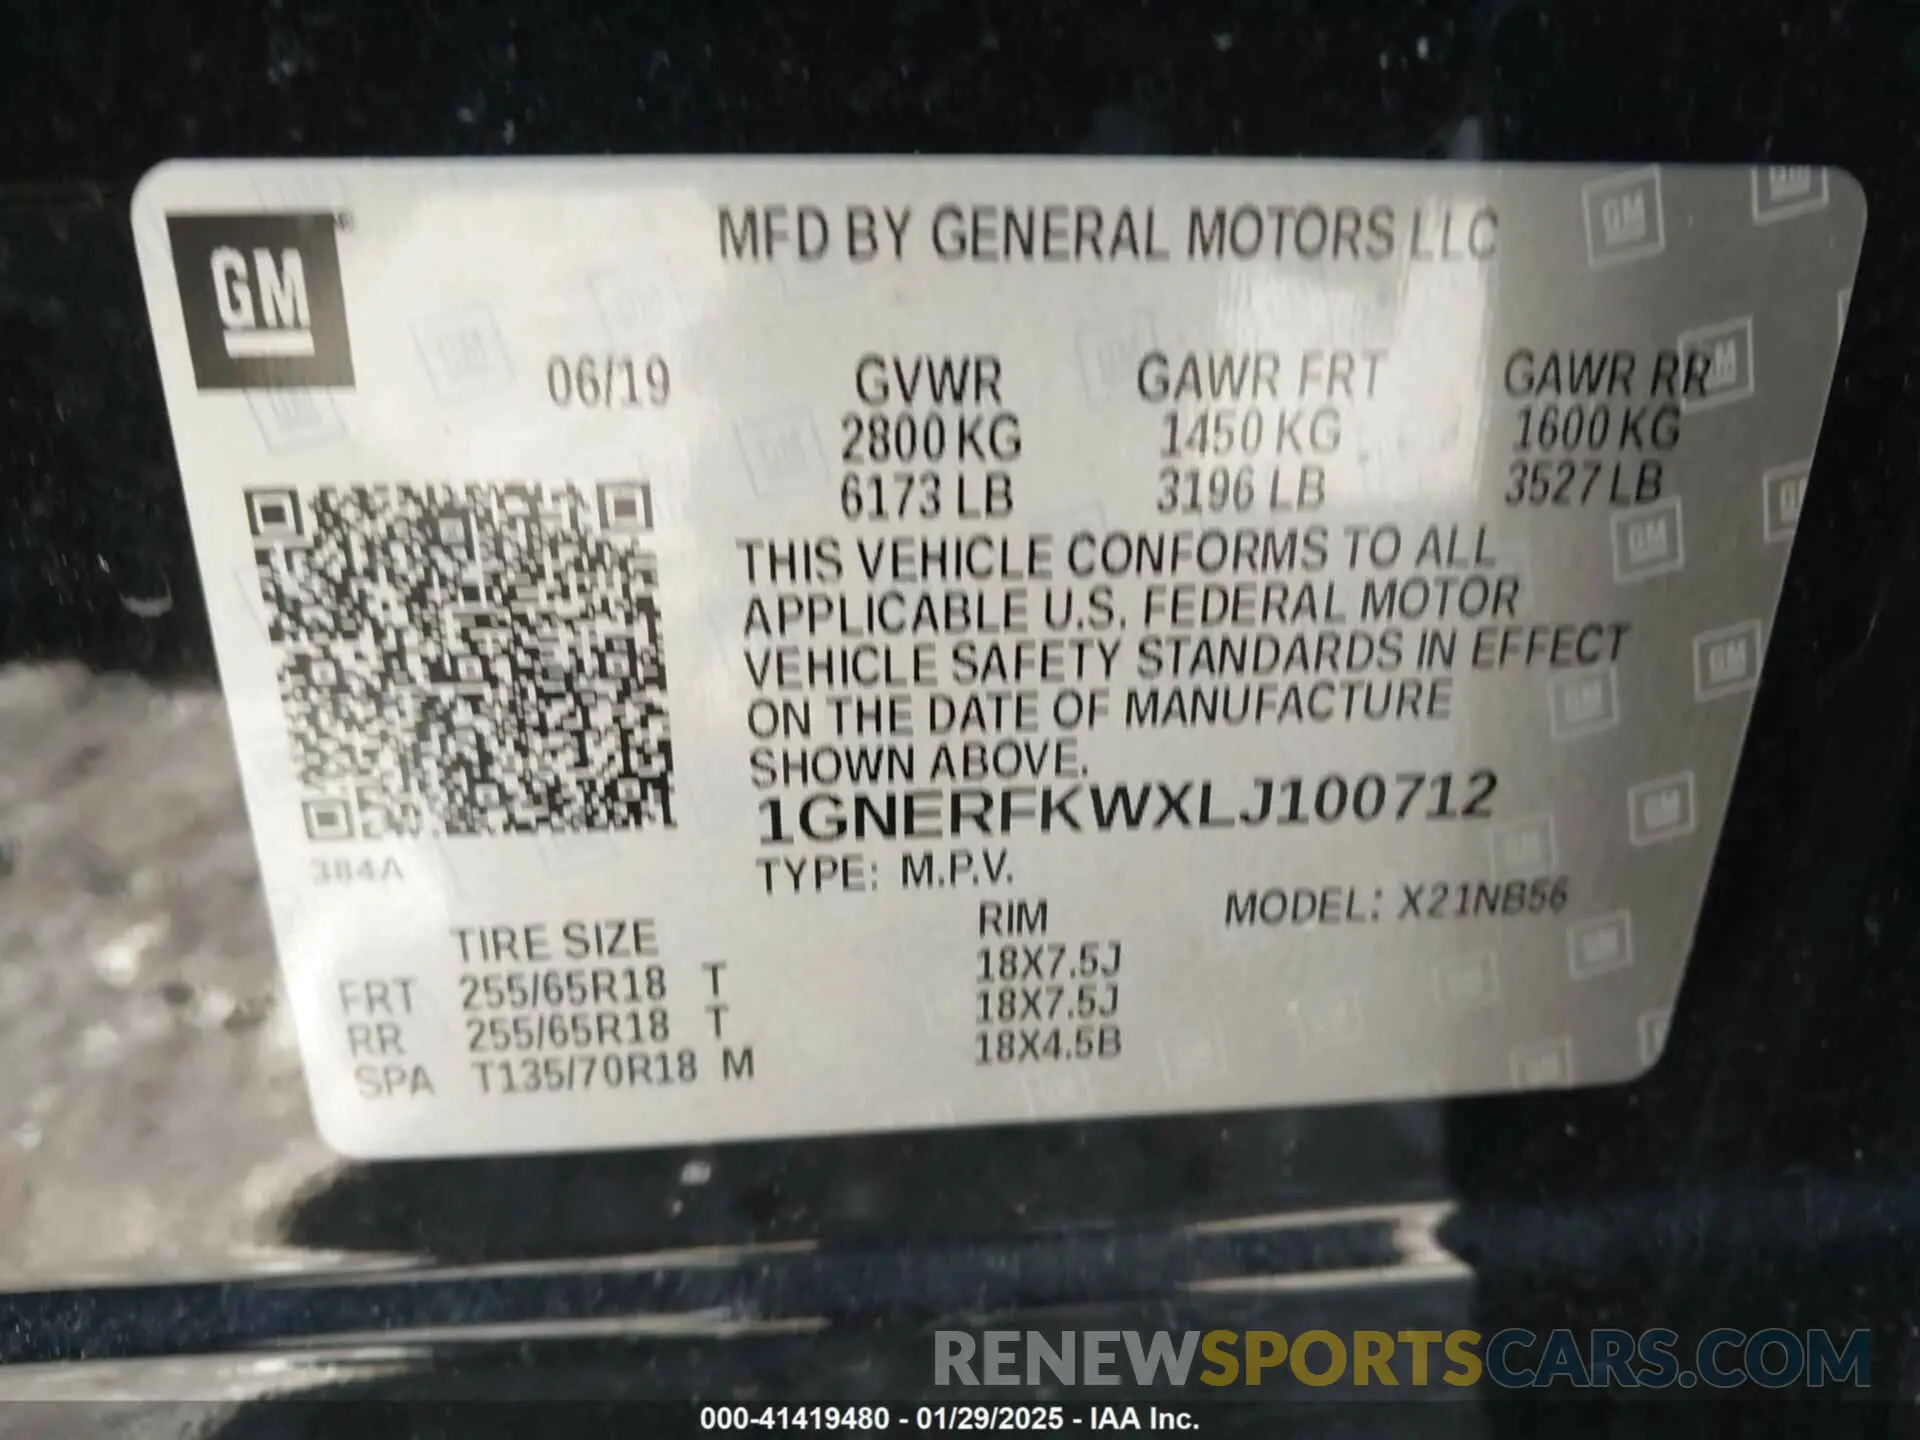 GM
MFD BY GENERAL MOTORS LLC
06/19 GVWR GAWR FRT GAWR RR
2800 KG 1450 KG 1600 KG
6173 LB 3196 LB 3527 LB
THIS VEHICLE CONFORMS TO ALL
APPLICABLE U.S. FEDERAL MOTOR
VEHICLE SAFETY STANDARDS IN EFFECT
ON THE DATE OF MANUFACTURE
SHOWN ABOVE.
1GNERFKWXLJ100712
384A
TYPE: M.P.V. MODEL: X21NB56
TIRE SIZE RIM
FRT 255/65R18 T 18X7.5J
RR 255/65R18 T 18X7.5J
SPA T135/70R18 M 18X4.5B
RENEWSPORTSCARS.COM
000-41419480 - 01/29/2025 - IAA Inc.